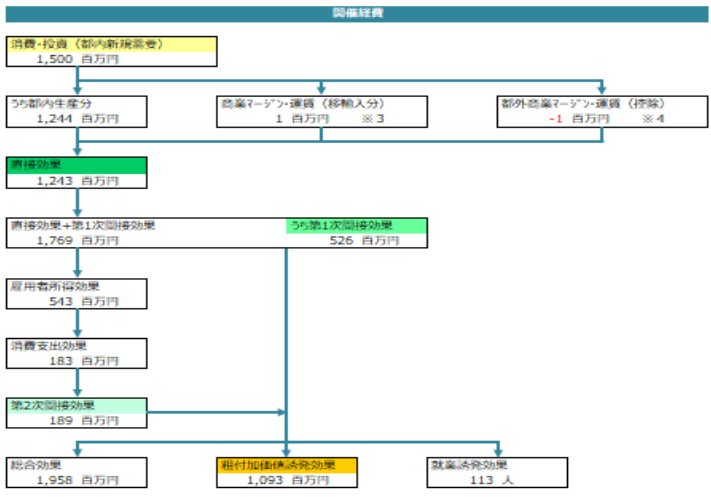 開催経費
消費・投資（都内新規需要）
1,500 百万円
うち都内生産分
1,244 百万円
商業ﾏｰｼﾞﾝ・運賃（移輸入分）
1 百万円 ※3
都外商業ﾏｰｼﾞﾝ・運賃（控除）
-1 百万円 ※4
直接効果
1,243 百万円
直接効果+第1次間接効果
1,769 百万円
うち第1次間接効果
526 百万円
雇用者所得効果
543 百万円
消費支出効果
183 百万円
第2次間接効果
189 百万円
総合効果
1,958 百万円
粗付加価値誘発効果
1,093 百万円
就業誘発効果
113 人